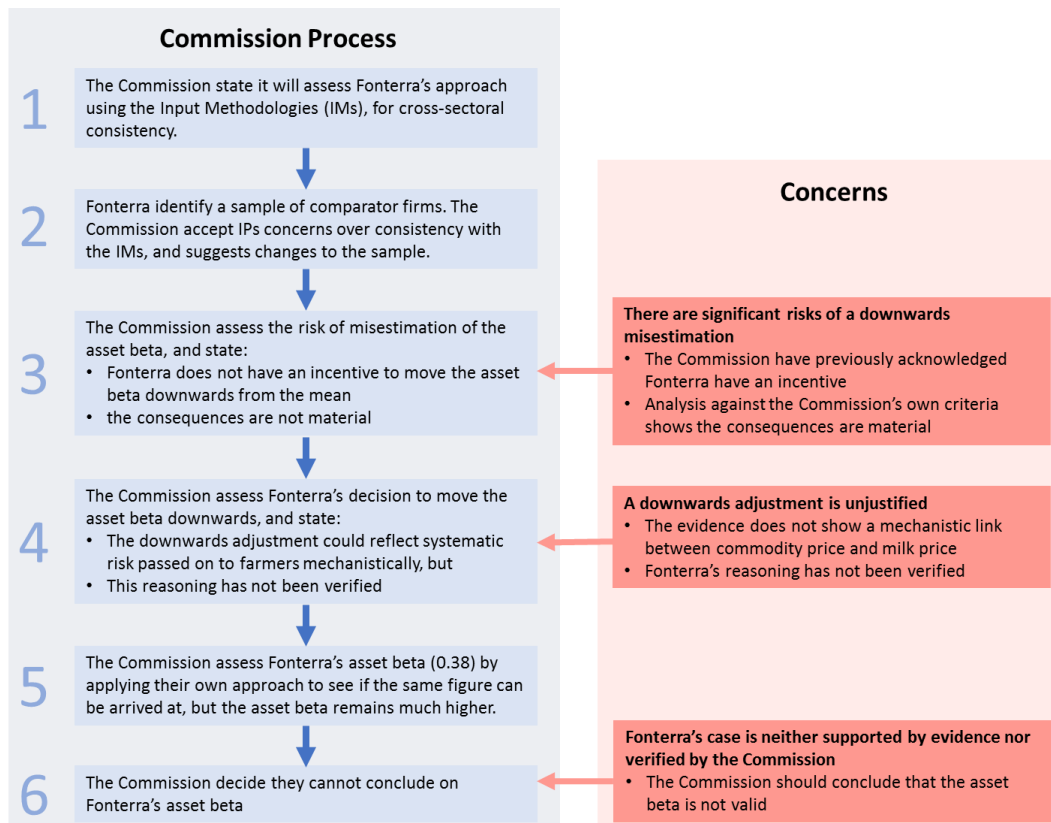 Commission Process
1
The Commission state it will assess Fonterra's approach
using the Input Methodologies (IMs), for cross-sectoral
consistency.
2
Fonterra identify a sample of comparator firms. The
Commission accept IPs concerns over consistency with
the IMs, and suggests changes to the sample.
3
The Commission assess the risk of misestimation of the
asset beta, and state:
• Fonterra does not have an incentive to move the asset
beta downwards from the mean
• the consequences are not material
4
The Commission assess Fonterra's decision to move the
asset beta downwards, and state:
• The downwards adjustment could reflect systematic
risk passed on to farmers mechanistically, but
• This reasoning has not been verified
5
The Commission assess Fonterra's asset beta (0.38) by
applying their own approach to see if the same figure can
be arrived at, but the asset beta remains much higher.
6
The Commission decide they cannot conclude on
Fonterra's asset beta
Concerns
There are significant risks of a downwards
misestimation
• The Commission have previously acknowledged
Fonterra have an incentive
• Analysis against the Commission's own criteria
shows the consequences are material
A downwards adjustment is unjustified
• The evidence does not show a mechanistic link
between commodity price and milk price
• Fonterra's reasoning has not been verified
Fonterra's case is neither supported by evidence nor
verified by the Commission
• The Commission should conclude that the asset
beta is not valid